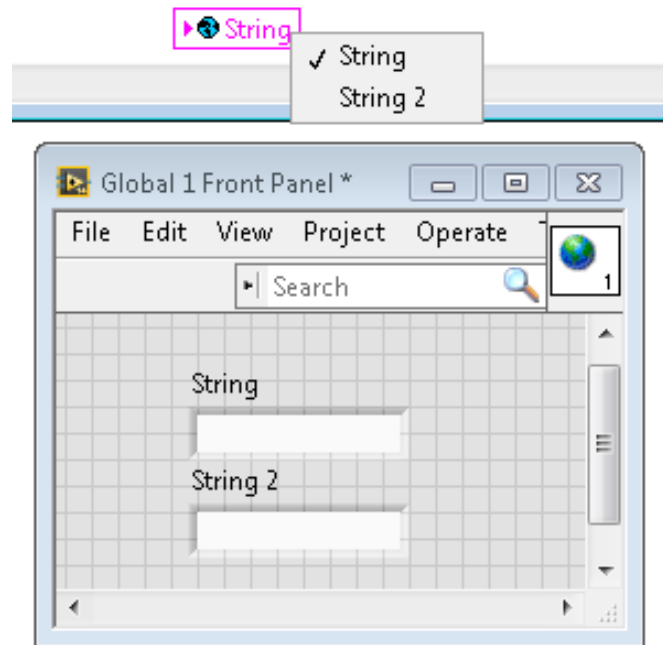 String
String
String 2
Global 1 Front Panel *
File Edit View Project Operate
Search
1
String
String 2